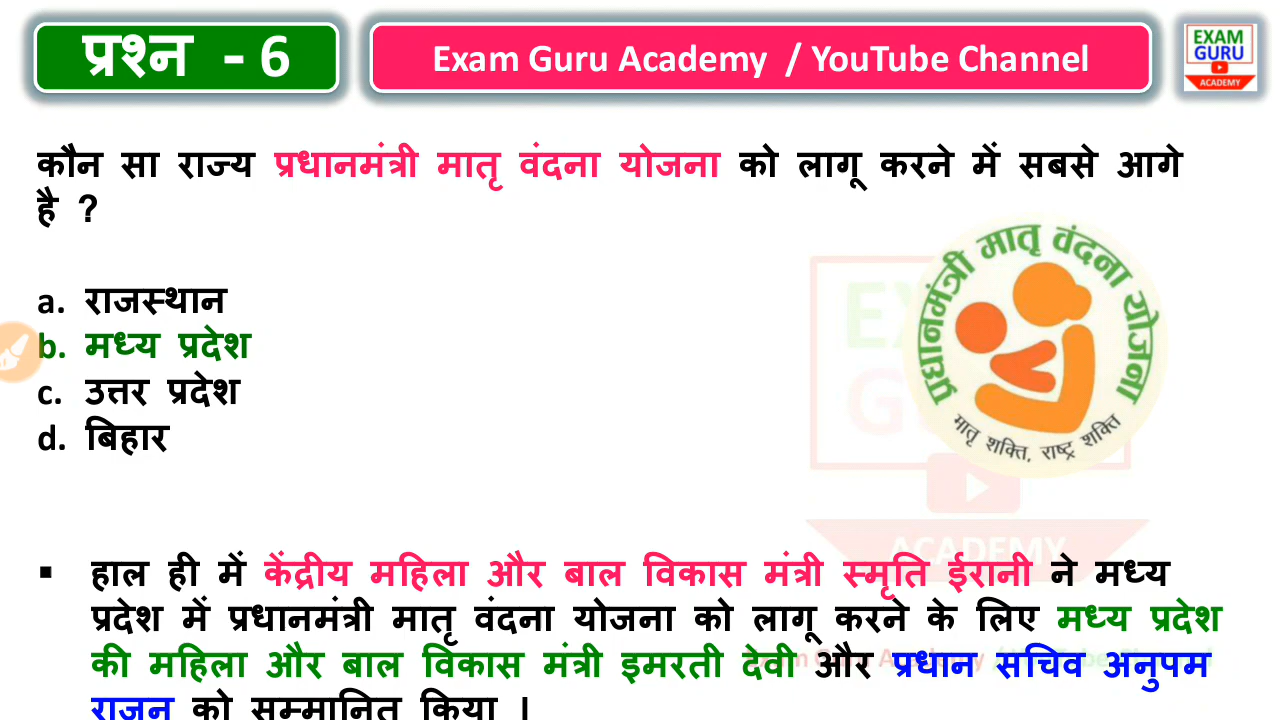 प्रश्न - 6
Exam Guru Academy / YouTube Channel
EXAM
GURU
ACADEMY
कौन सा राज्य प्रधानमंत्री मातृ वंदना योजना को लागू करने में सबसे आगे
है ?
a. राजस्थान
b. मध्य प्रदेश
c. उत्तर प्रदेश
d. बिहार
प्रधानमंत्री मातृ वंदना योजना
मातृ शक्ति, राष्ट्र शक्ति
ACADEMY
▪ हाल ही में केंद्रीय महिला और बाल विकास मंत्री स्मृति ईरानी ने मध्य
प्रदेश में प्रधानमंत्री मातृ वंदना योजना को लागू करने के लिए मध्य प्रदेश
की महिला और बाल विकास मंत्री इमरती देवी और प्रधान सचिव अनुपम
राजन को सम्मानित किया ।